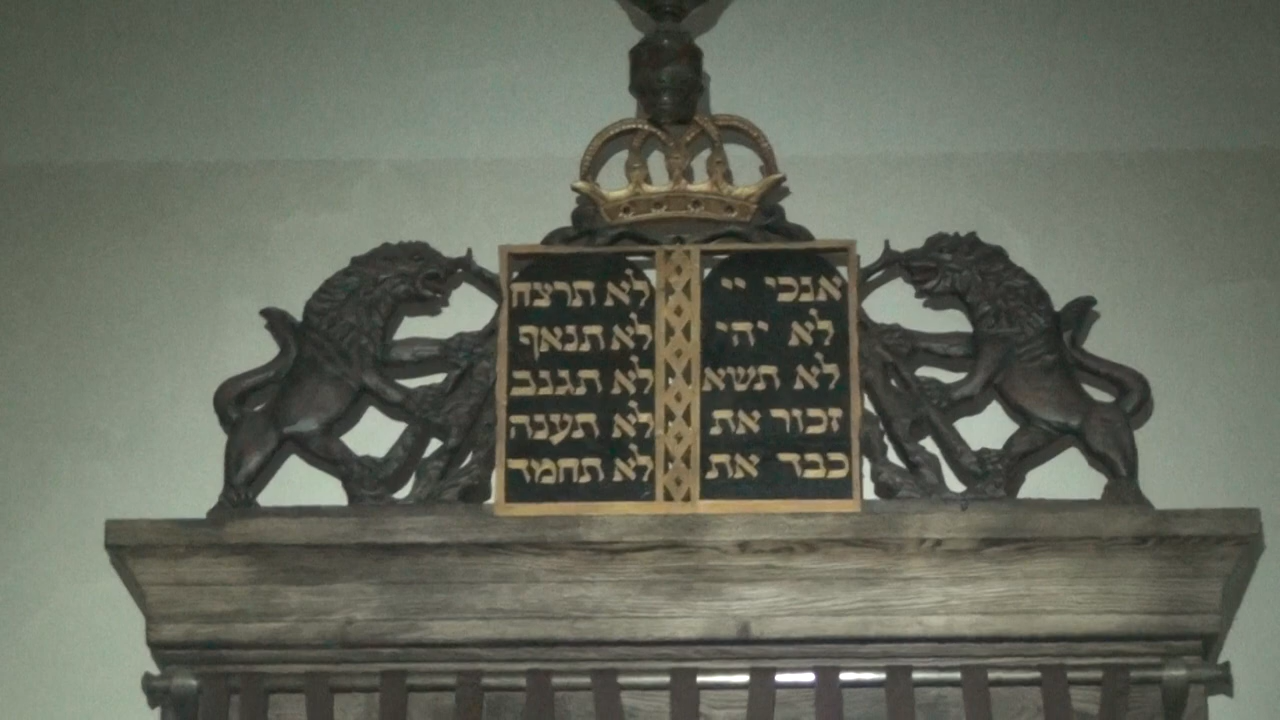 אנכי יי
לא יהי
לא תשא
זכור את
כבד את
לא תרצח
לא תנאף
לא תגנב
לא תענה
לא תחמד